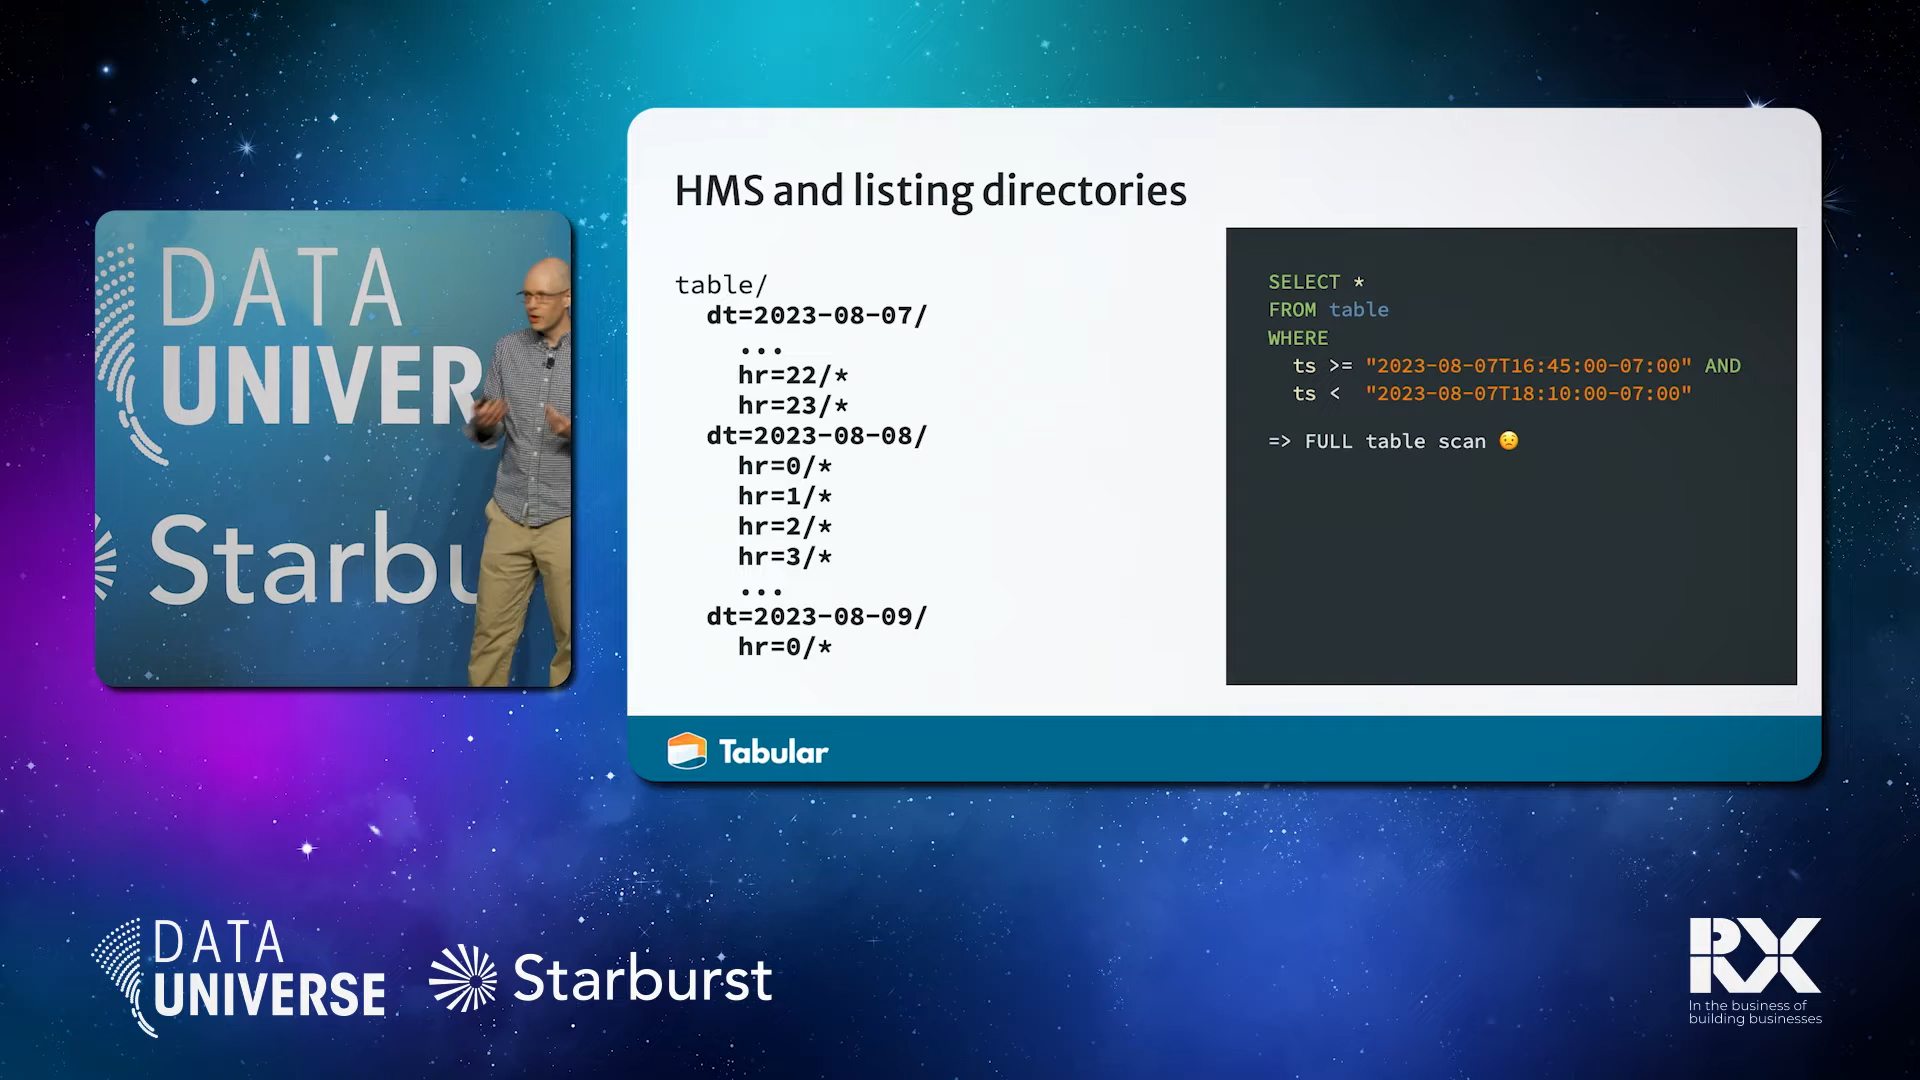 DATA
UNIVER
Starbu
HMS and listing directories
table/
dt=2023-08-07/
...
hr=22/*
hr=23/*
dt=2023-08-08/
hr=0/*
hr=1/*
hr=2/*
hr=3/*
...
dt=2023-08-09/
hr=0/*
SELECT *
FROM table
WHERE
ts >= "2023-08-07T16:45:00-07:00" AND
ts < "2023-08-07T18:10:00-07:00"
=> FULL table scan 😟
Tabular
DATA
UNIVERSE
Starburst
RX
In the business of
building businesses